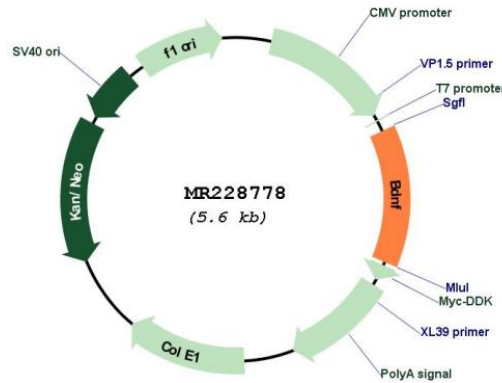 CMV promoter
VP1.5 primer
T7 promoter
SgfI
Bdnf
MluI
Myc-DDK
XL39 primer
PolyA signal
Col E1
Kan/Neo
SV40 ori
f1 ori
MR228778
(5.6 kb)